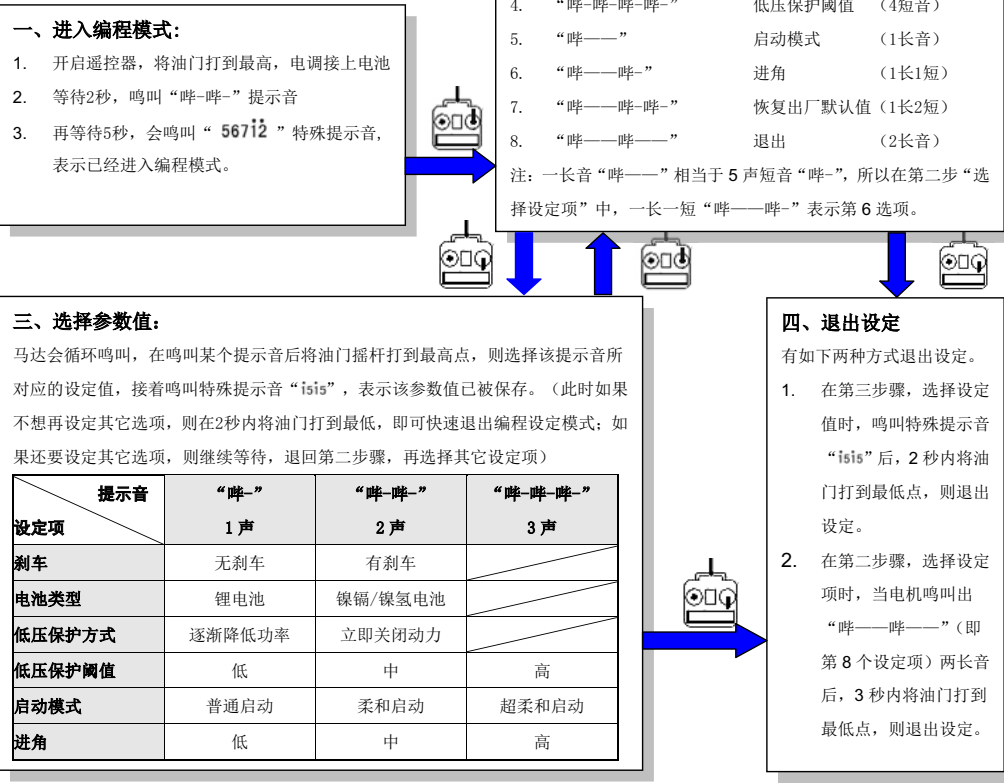 一、进入编程模式:
1. 开启遥控器，将油门打到最高，电调接上电池
2. 等待2秒，鸣叫“哔-哔-”提示音
3. 再等待5秒，会鸣叫“ 56712 ”特殊提示音,
表示已经进入编程模式。
4. “哔-哔-哔-哔-” 低压保护阈值 （4短音）
5. “哔——” 启动模式 （1长音）
6. “哔——哔-” 进角 （1长1短）
7. “哔——哔-哔-” 恢复出厂默认值（1长2短）
8. “哔——哔——” 退出 （2长音）
注：一长音“哔——”相当于 5 声短音“哔-”，所以在第二步“选
择设定项”中，一长一短“哔——哔-”表示第 6 选项。
三、选择参数值:
马达会循环鸣叫，在鸣叫某个提示音后将油门摇杆打到最高点，则选择该提示音所
对应的设定值，接着鸣叫特殊提示音“i5i5”，表示该参数值已被保存。（此时如果
不想再设定其它选项，则在2秒内将油门打到最低，即可快速退出编程设定模式；如
果还要设定其它选项，则继续等待，退回第二步骤，再选择其它设定项）
提示音 “哔-” “哔-哔-” “哔-哔-哔-”
设定项 1 声 2 声 3 声
刹车 无刹车 有刹车
电池类型 锂电池 镍镉/镍氢电池
低压保护方式 逐渐降低功率 立即关闭动力
低压保护阈值 低 中 高
启动模式 普通启动 柔和启动 超柔和启动
进角 低 中 高
四、退出设定
有如下两种方式退出设定。
1. 在第三步骤，选择设定
值时，鸣叫特殊提示音
“i5i5”后，2 秒内将油
门打到最低点，则退出
设定。
2. 在第二步骤，选择设定
项时，当电机鸣叫出
“哔——哔——”（即
第 8 个设定项）两长音
后，3 秒内将油门打到
最低点，则退出设定。